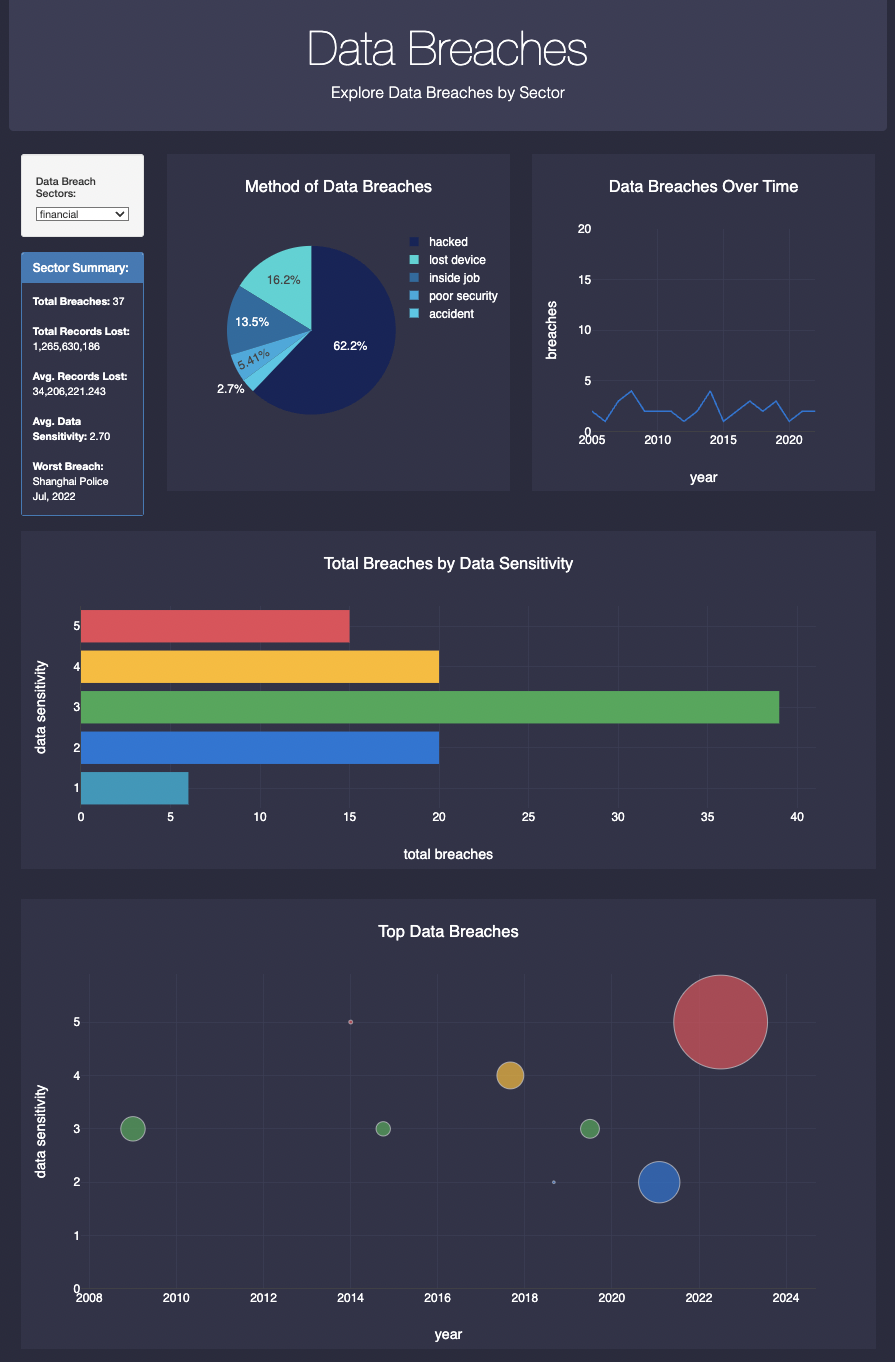 Data Breaches
Explore Data Breaches by Sector
Data Breach
Sectors:
financial
Sector Summary:
Total Breaches: 37
Total Records Lost:
1,265,630,186
Avg. Records Lost:
34,206,221.243
Avg. Data
Sensitivity: 2.70
Worst Breach:
Shanghai Police
Jul, 2022
Method of Data Breaches
hacked
lost device
inside job
poor security
accident
16.2%
13.5%
62.2%
5.41%
2.7%
Data Breaches Over Time
20
15
10
5
0
breaches
2005 2010 2015 2020
year
Total Breaches by Data Sensitivity
5
4
3
2
1
data sensitivity
0 5 10 15 20 25 30 35 40
total breaches
Top Data Breaches
5
4
3
2
1
0
data sensitivity
2008 2010 2012 2014 2016 2018 2020 2022 2024
year